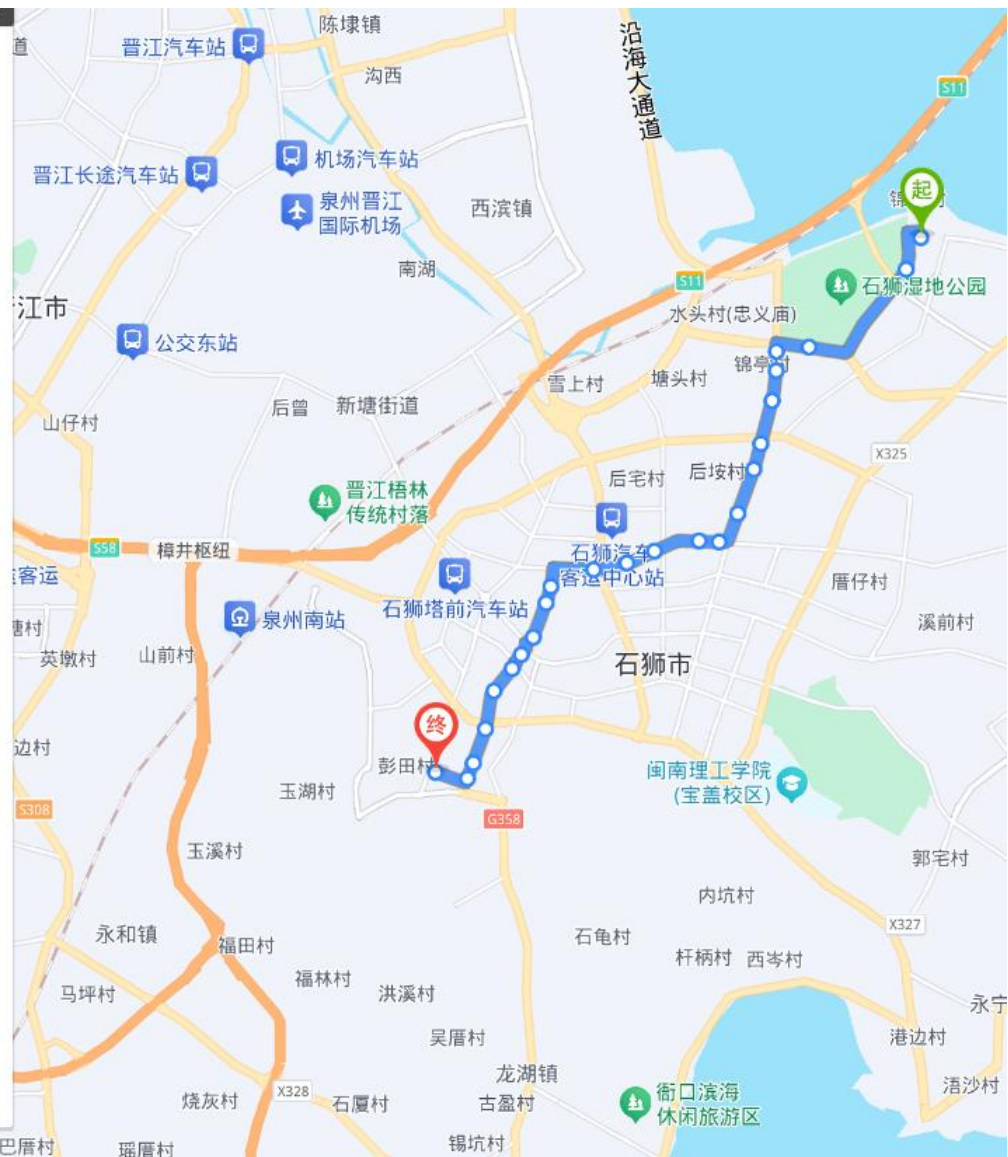 道
晋江汽车站
陈埭镇
沟西
沿海大通道
S11
晋江长途汽车站
机场汽车站
泉州晋江
国际机场
西滨镇
起
南湖
S11
石狮湿地公园
江市
水头村(忠义庙)
公交东站
锦亭村
雪上村
塘头村
后曾
新塘街道
山仔村
X325
后宅村
后垵村
晋江梧林
传统村落
S58
樟井枢纽
石狮汽车
客运中心站
客运
石狮塔前汽车站
厝仔村
泉州南站
溪前村
塘村
英墩村
山前村
石狮市
终
边村
彭田村
闽南理工学院
(宝盖校区)
玉湖村
S308
G358
玉溪村
郭宅村
内坑村
X327
永和镇
福田村
石龟村
杆柄村
西岑村
福林村
洪溪村
马坪村
永宁
吴厝村
港边村
龙湖镇
浯沙村
X328
烧灰村
石厦村
古盈村
衙口滨海
休闲旅游区
巴厝村
瑶厝村
锡坑村